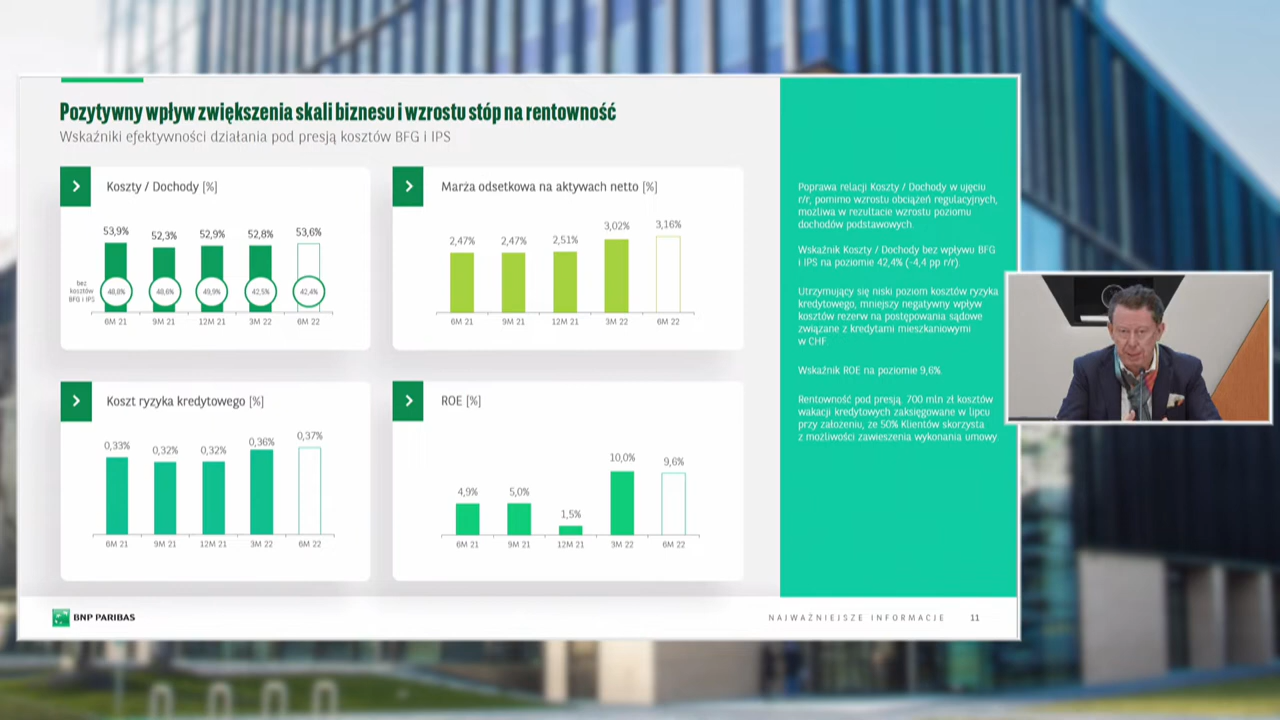 Pozytywny wpływ zwiększenia skali biznesu i wzrostu stóp na rentowność
Wskaźniki efektywności działania pod presją kosztów BFG i IPS
Koszty / Dochody [%]
53,9%
52,3%
52,9%
52,8%
53,6%
bez
kosztów
BFG i IPS
48,8%
48,6%
49,9%
42,5%
42,4%
6M 21
9M 21
12M 21
3M 22
6M 22
Marża odsetkowa na aktywach netto [%]
2,47%
2,47%
2,51%
3,02%
3,16%
6M 21
9M 21
12M 21
3M 22
6M 22
Koszt ryzyka kredytowego [%]
0,33%
0,32%
0,32%
0,36%
0,37%
6M 21
9M 21
12M 21
3M 22
6M 22
ROE [%]
4,9%
5,0%
1,5%
10,0%
9,6%
6M 21
9M 21
12M 21
3M 22
6M 22
Poprawa relacji Koszty / Dochody w ujęciu
r/r, pomimo wzrostu obciążeń regulacyjnych,
możliwa w rezultacie wzrostu poziomu
dochodów podstawowych.
Wskaźnik Koszty / Dochody bez wpływu BFG
i IPS na poziomie 42,4% (-4,4 pp r/r).
Utrzymujący się niski poziom kosztów ryzyka
kredytowego, mniejszy negatywny wpływ
kosztów rezerw na postępowania sądowe
związane z kredytami mieszkaniowymi
w CHF.
Wskaźnik ROE na poziomie 9,6%.
Rentowność pod presją: 700 mln zł kosztów
wakacji kredytowych zaksięgowane w lipcu
przy założeniu, że 50% Klientów skorzysta
z możliwości zawieszenia wykonania umowy.
BNP PARIBAS
NAJWAŻNIEJSZE INFORMACJE
11